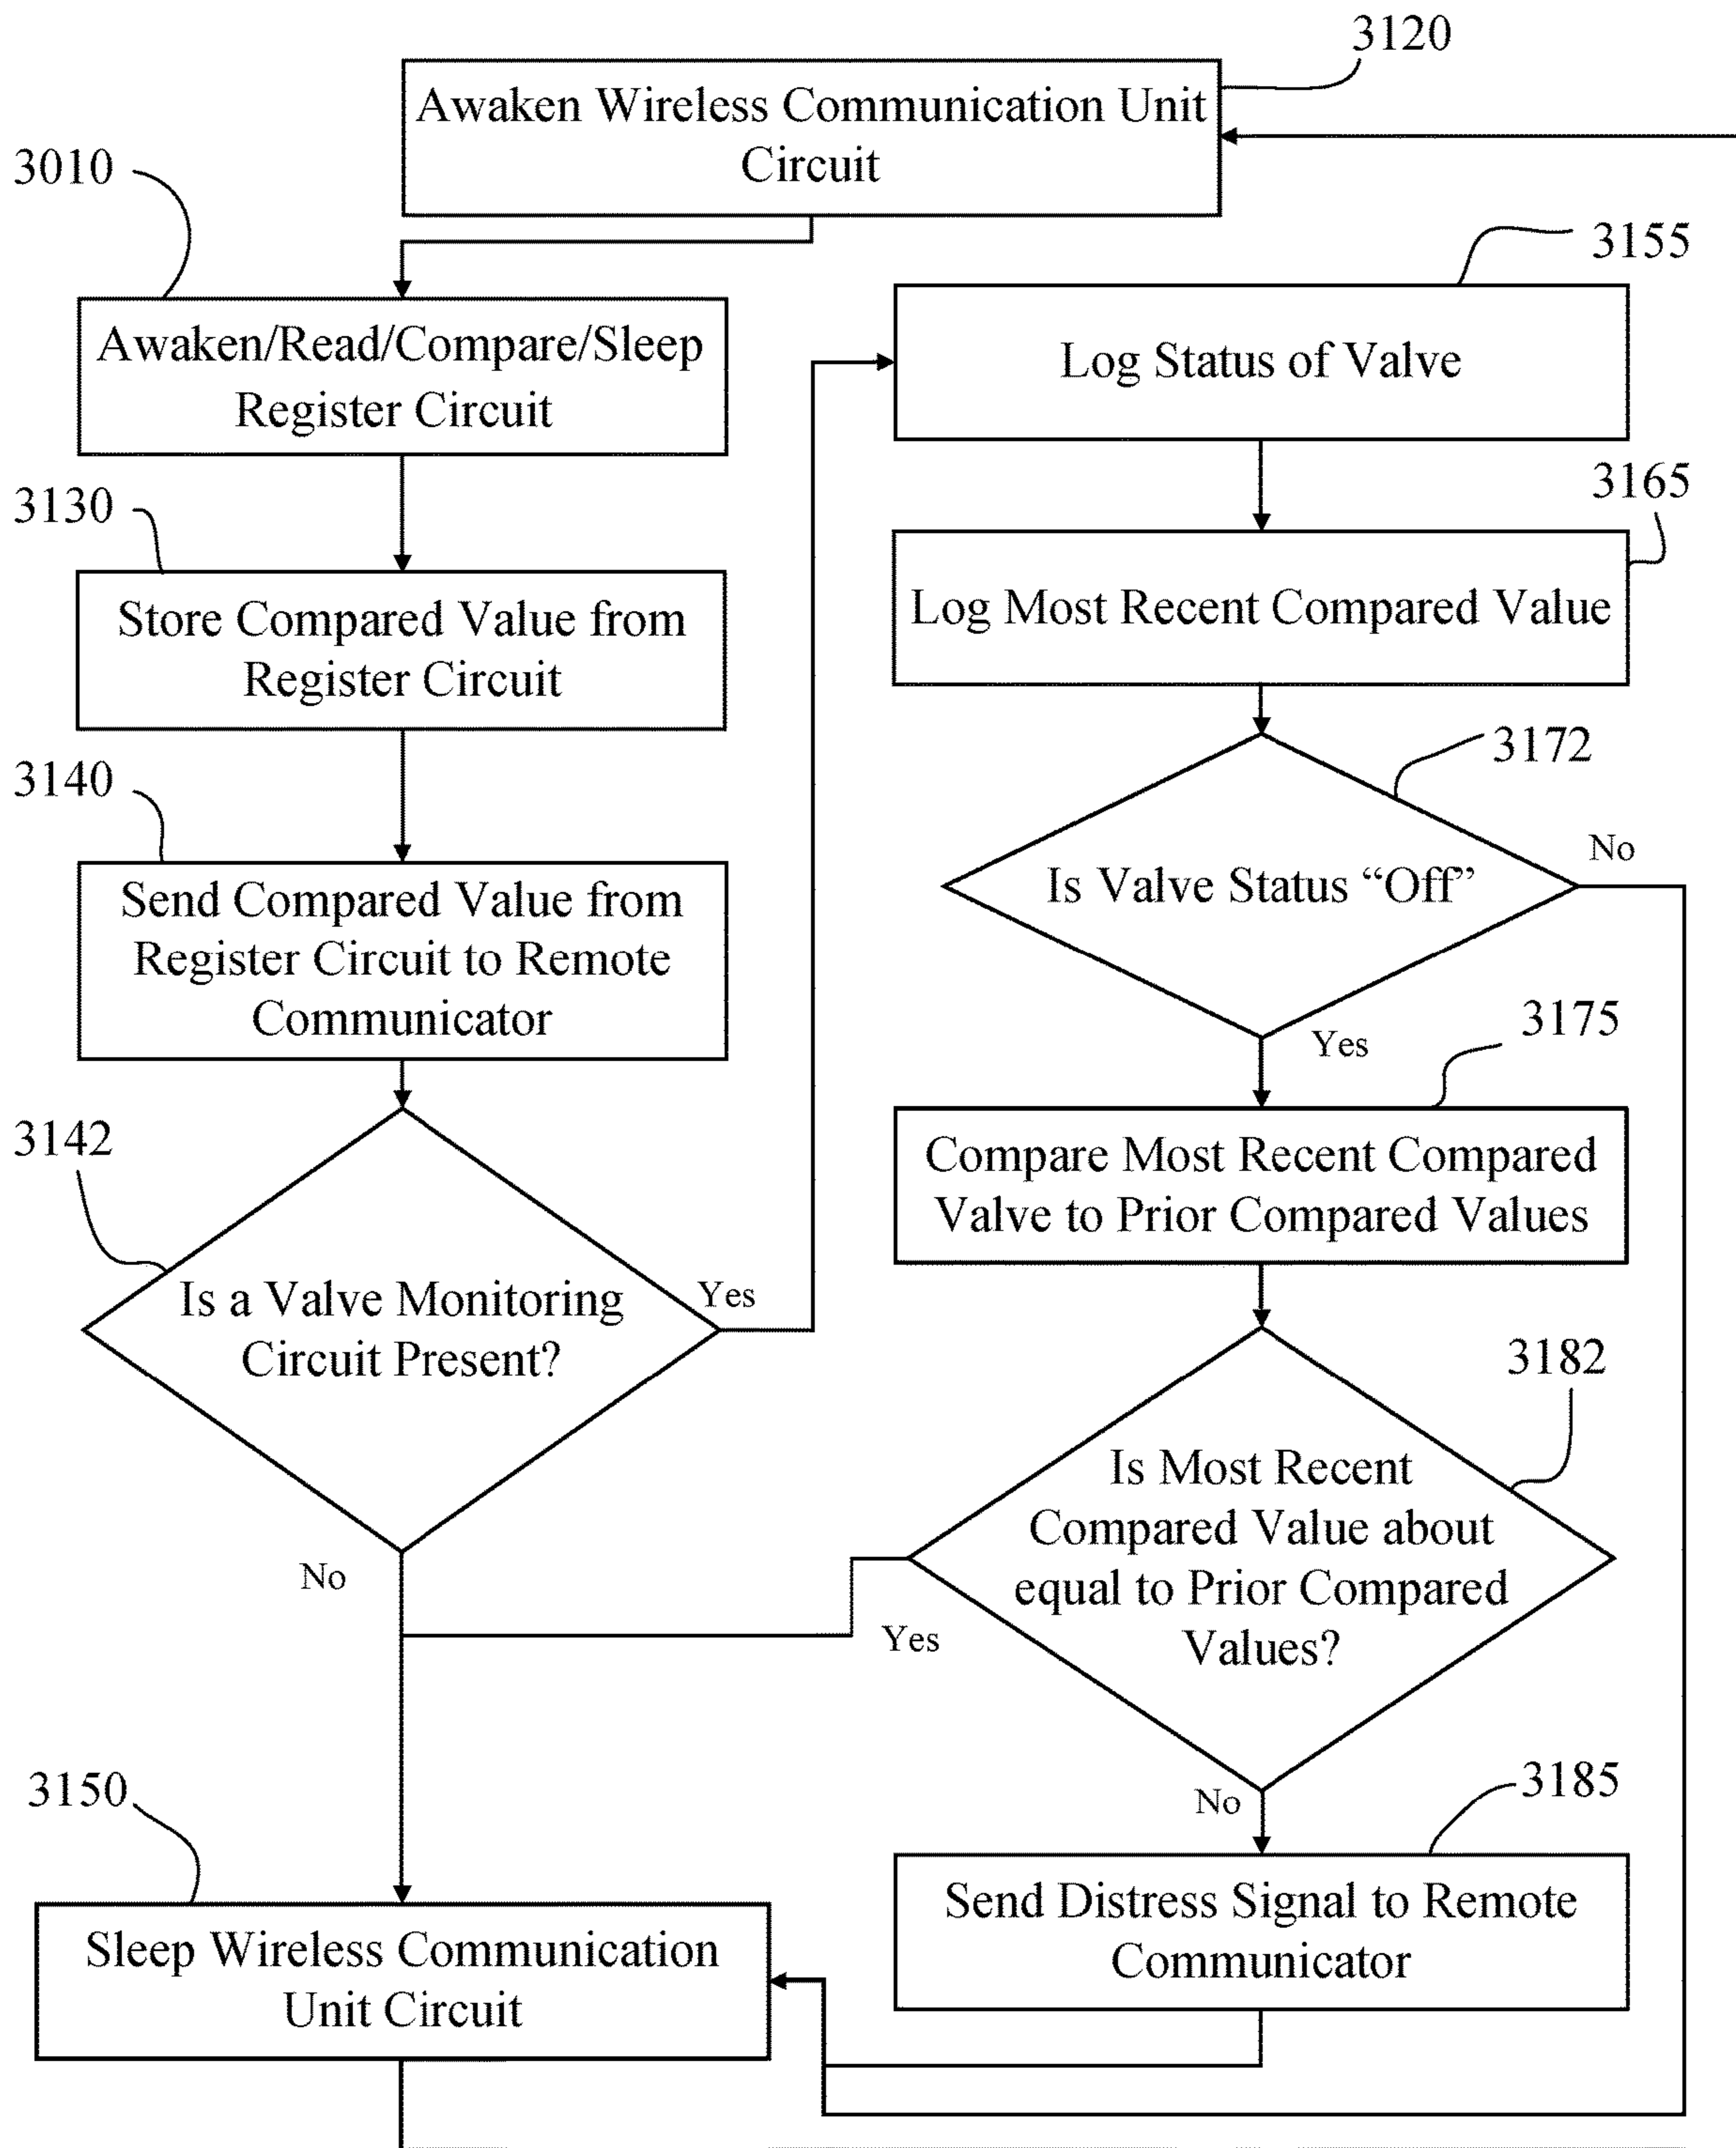 3120
Awaken Wireless Communication Unit
Circuit
3010
Awaken/Read/Compare/Sleep
Register Circuit
3130
Store Compared Value from
Register Circuit
3140
Send Compared Value from
Register Circuit to Remote
Communicator
3142
Is a Valve Monitoring
Circuit Present?
Yes
No
3155
Log Status of Valve
3165
Log Most Recent Compared Value
3172
Is Valve Status “Off”
No
Yes
3175
Compare Most Recent Compared
Valve to Prior Compared Values
3182
Is Most Recent
Compared Value about
equal to Prior Compared
Values?
Yes
No
3185
Send Distress Signal to Remote
Communicator
3150
Sleep Wireless Communication
Unit Circuit